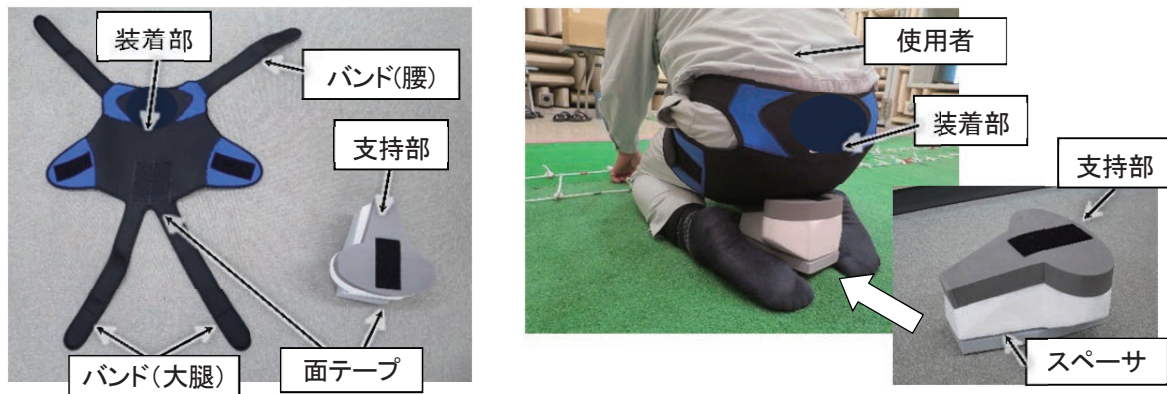 装着部
バンド(腰)
支持部
バンド(大腿)
面テープ
使用者
装着部
支持部
スペーサ